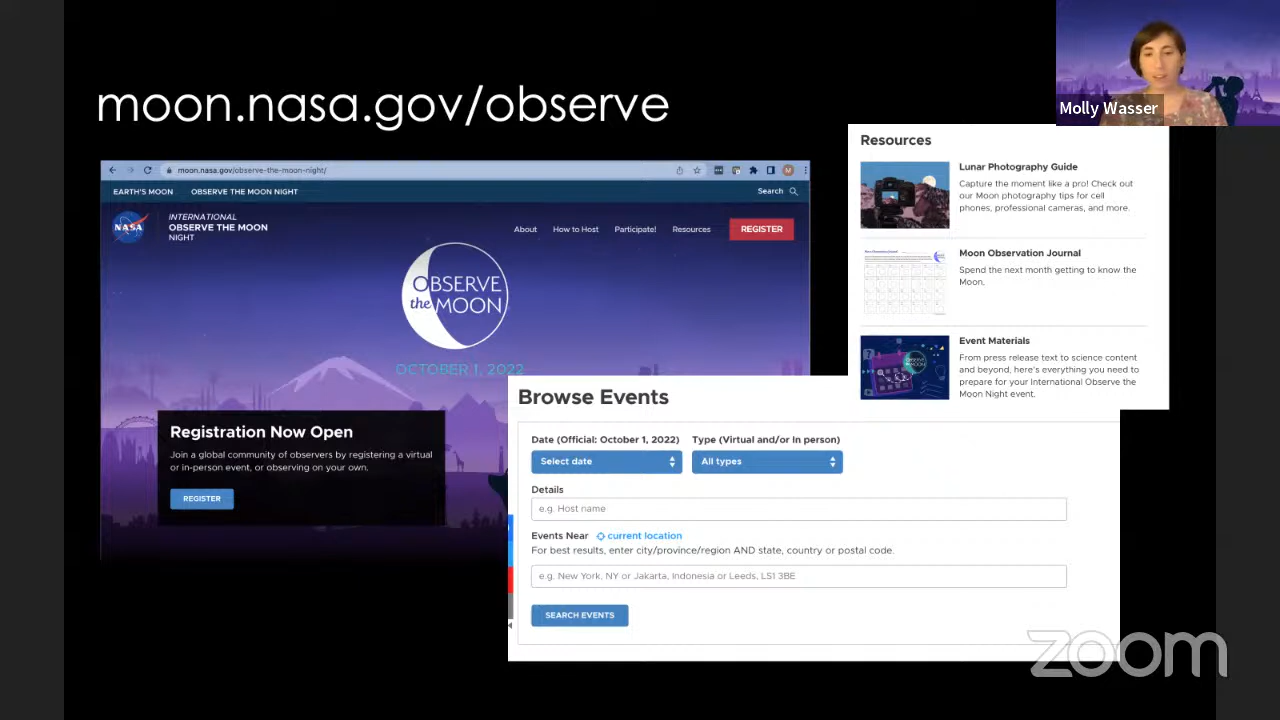 moon.nasa.gov/observe
Molly Wasser
moon.nasa.gov/observe-the-moon-night/
M
EARTH'S MOON
OBSERVE THE MOON NIGHT
Search
NASA
INTERNATIONAL
OBSERVE THE MOON
NIGHT
About
How to Host
Participate!
Resources
REGISTER
OBSERVE
the MOON
OCTOBER 1, 2022
Registration Now Open
Join a global community of observers by registering a virtual
or in-person event, or observing on your own.
REGISTER
Resources
Lunar Photography Guide
Capture the moment like a pro! Check out
our Moon photography tips for cell
phones, professional cameras, and more.
Moon Observation Journal
Spend the next month getting to know the
Moon.
Event Materials
From press release text to science content
and beyond, here's everything you need to
prepare for your International Observe the
Moon Night event.
Browse Events
Date (Official: October 1, 2022)
Type (Virtual and/or In person)
Select date
All types
Details
e.g. Host name
Events Near
current location
For best results, enter city/province/region AND state, country or postal code.
e.g. New York, NY or Jakarta, Indonesia or Leeds, LS1 3BE
SEARCH EVENTS
zoom